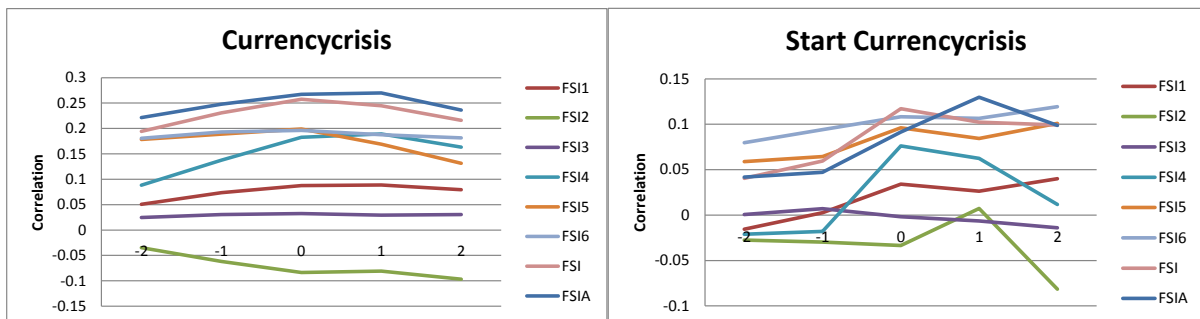 Currencycrisis
Correlation
0.3
0.25
0.2
0.15
0.1
0.05
0
-0.05
-0.1
-0.15
-2
-1
0
1
2
FSI1
FSI2
FSI3
FSI4
FSI5
FSI6
FSI
FSIA
Start Currencycrisis
Correlation
0.15
0.1
0.05
0
-0.05
-0.1
-2
-1
0
1
2
FSI1
FSI2
FSI3
FSI4
FSI5
FSI6
FSI
FSIA